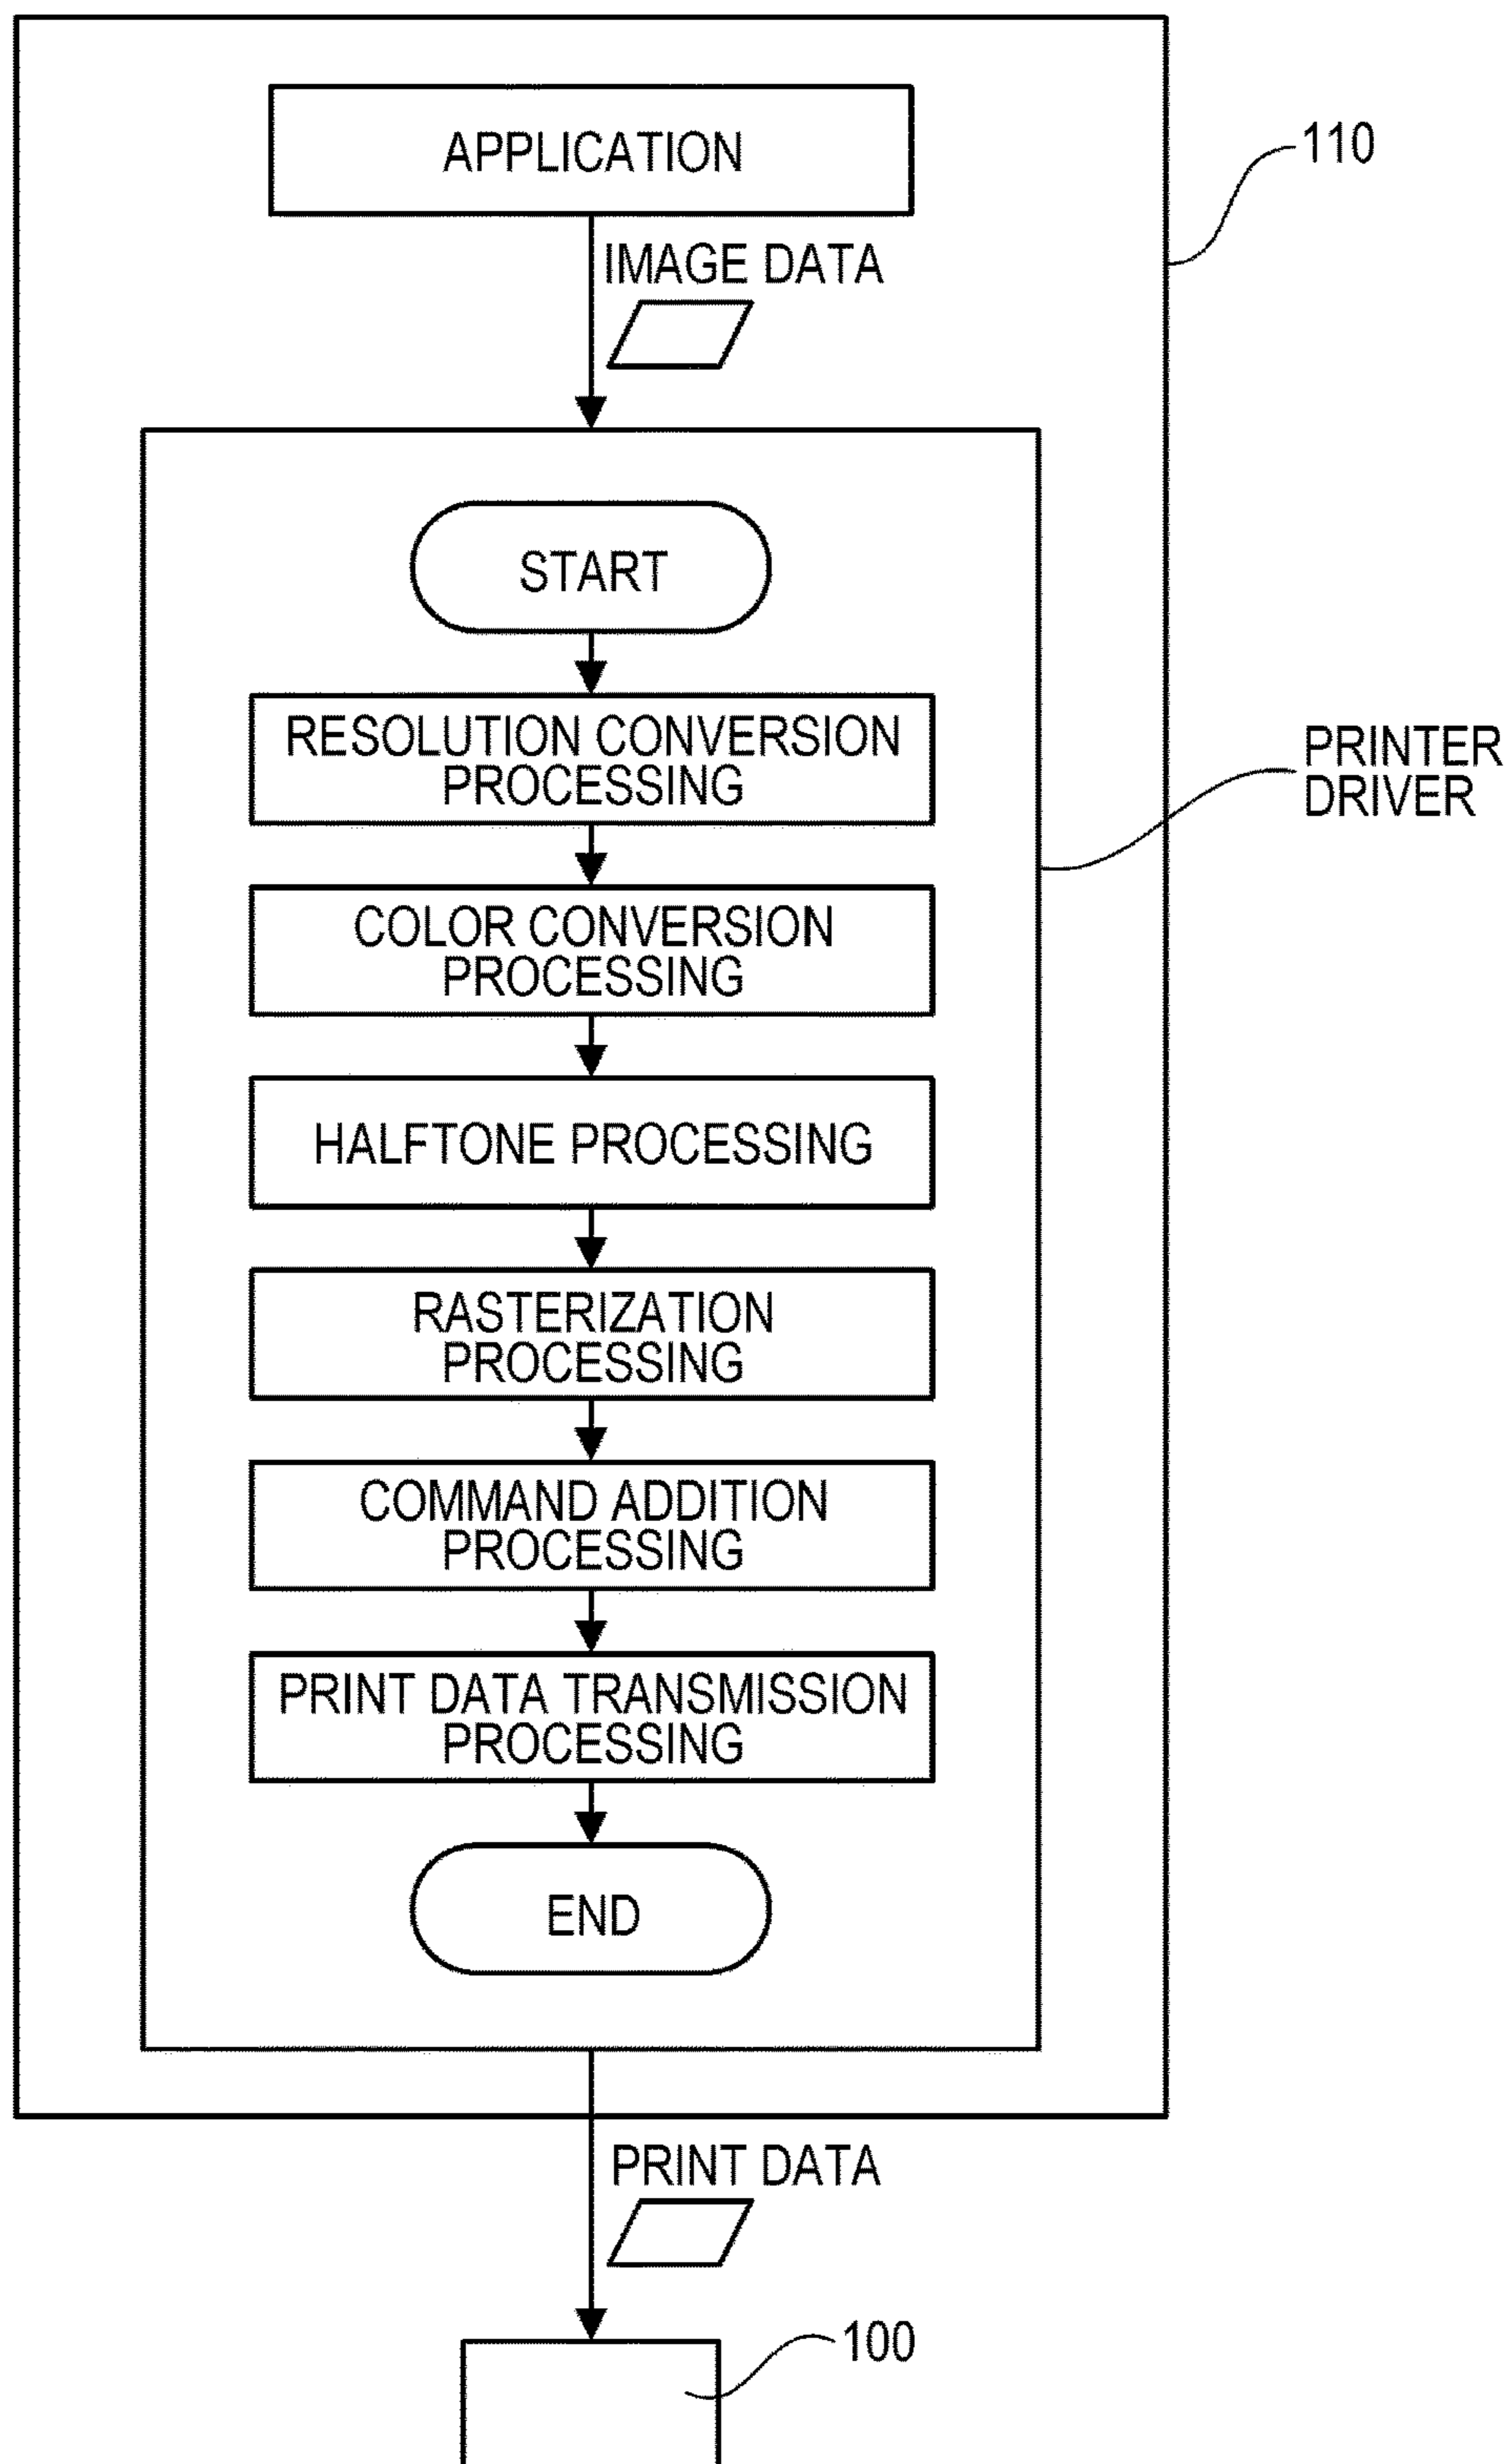 APPLICATION
110
IMAGE DATA
START
RESOLUTION CONVERSION
PROCESSING
PRINTER
DRIVER
COLOR CONVERSION
PROCESSING
HALFTONE PROCESSING
RASTERIZATION
PROCESSING
COMMAND ADDITION
PROCESSING
PRINT DATA TRANSMISSION
PROCESSING
END
PRINT DATA
100